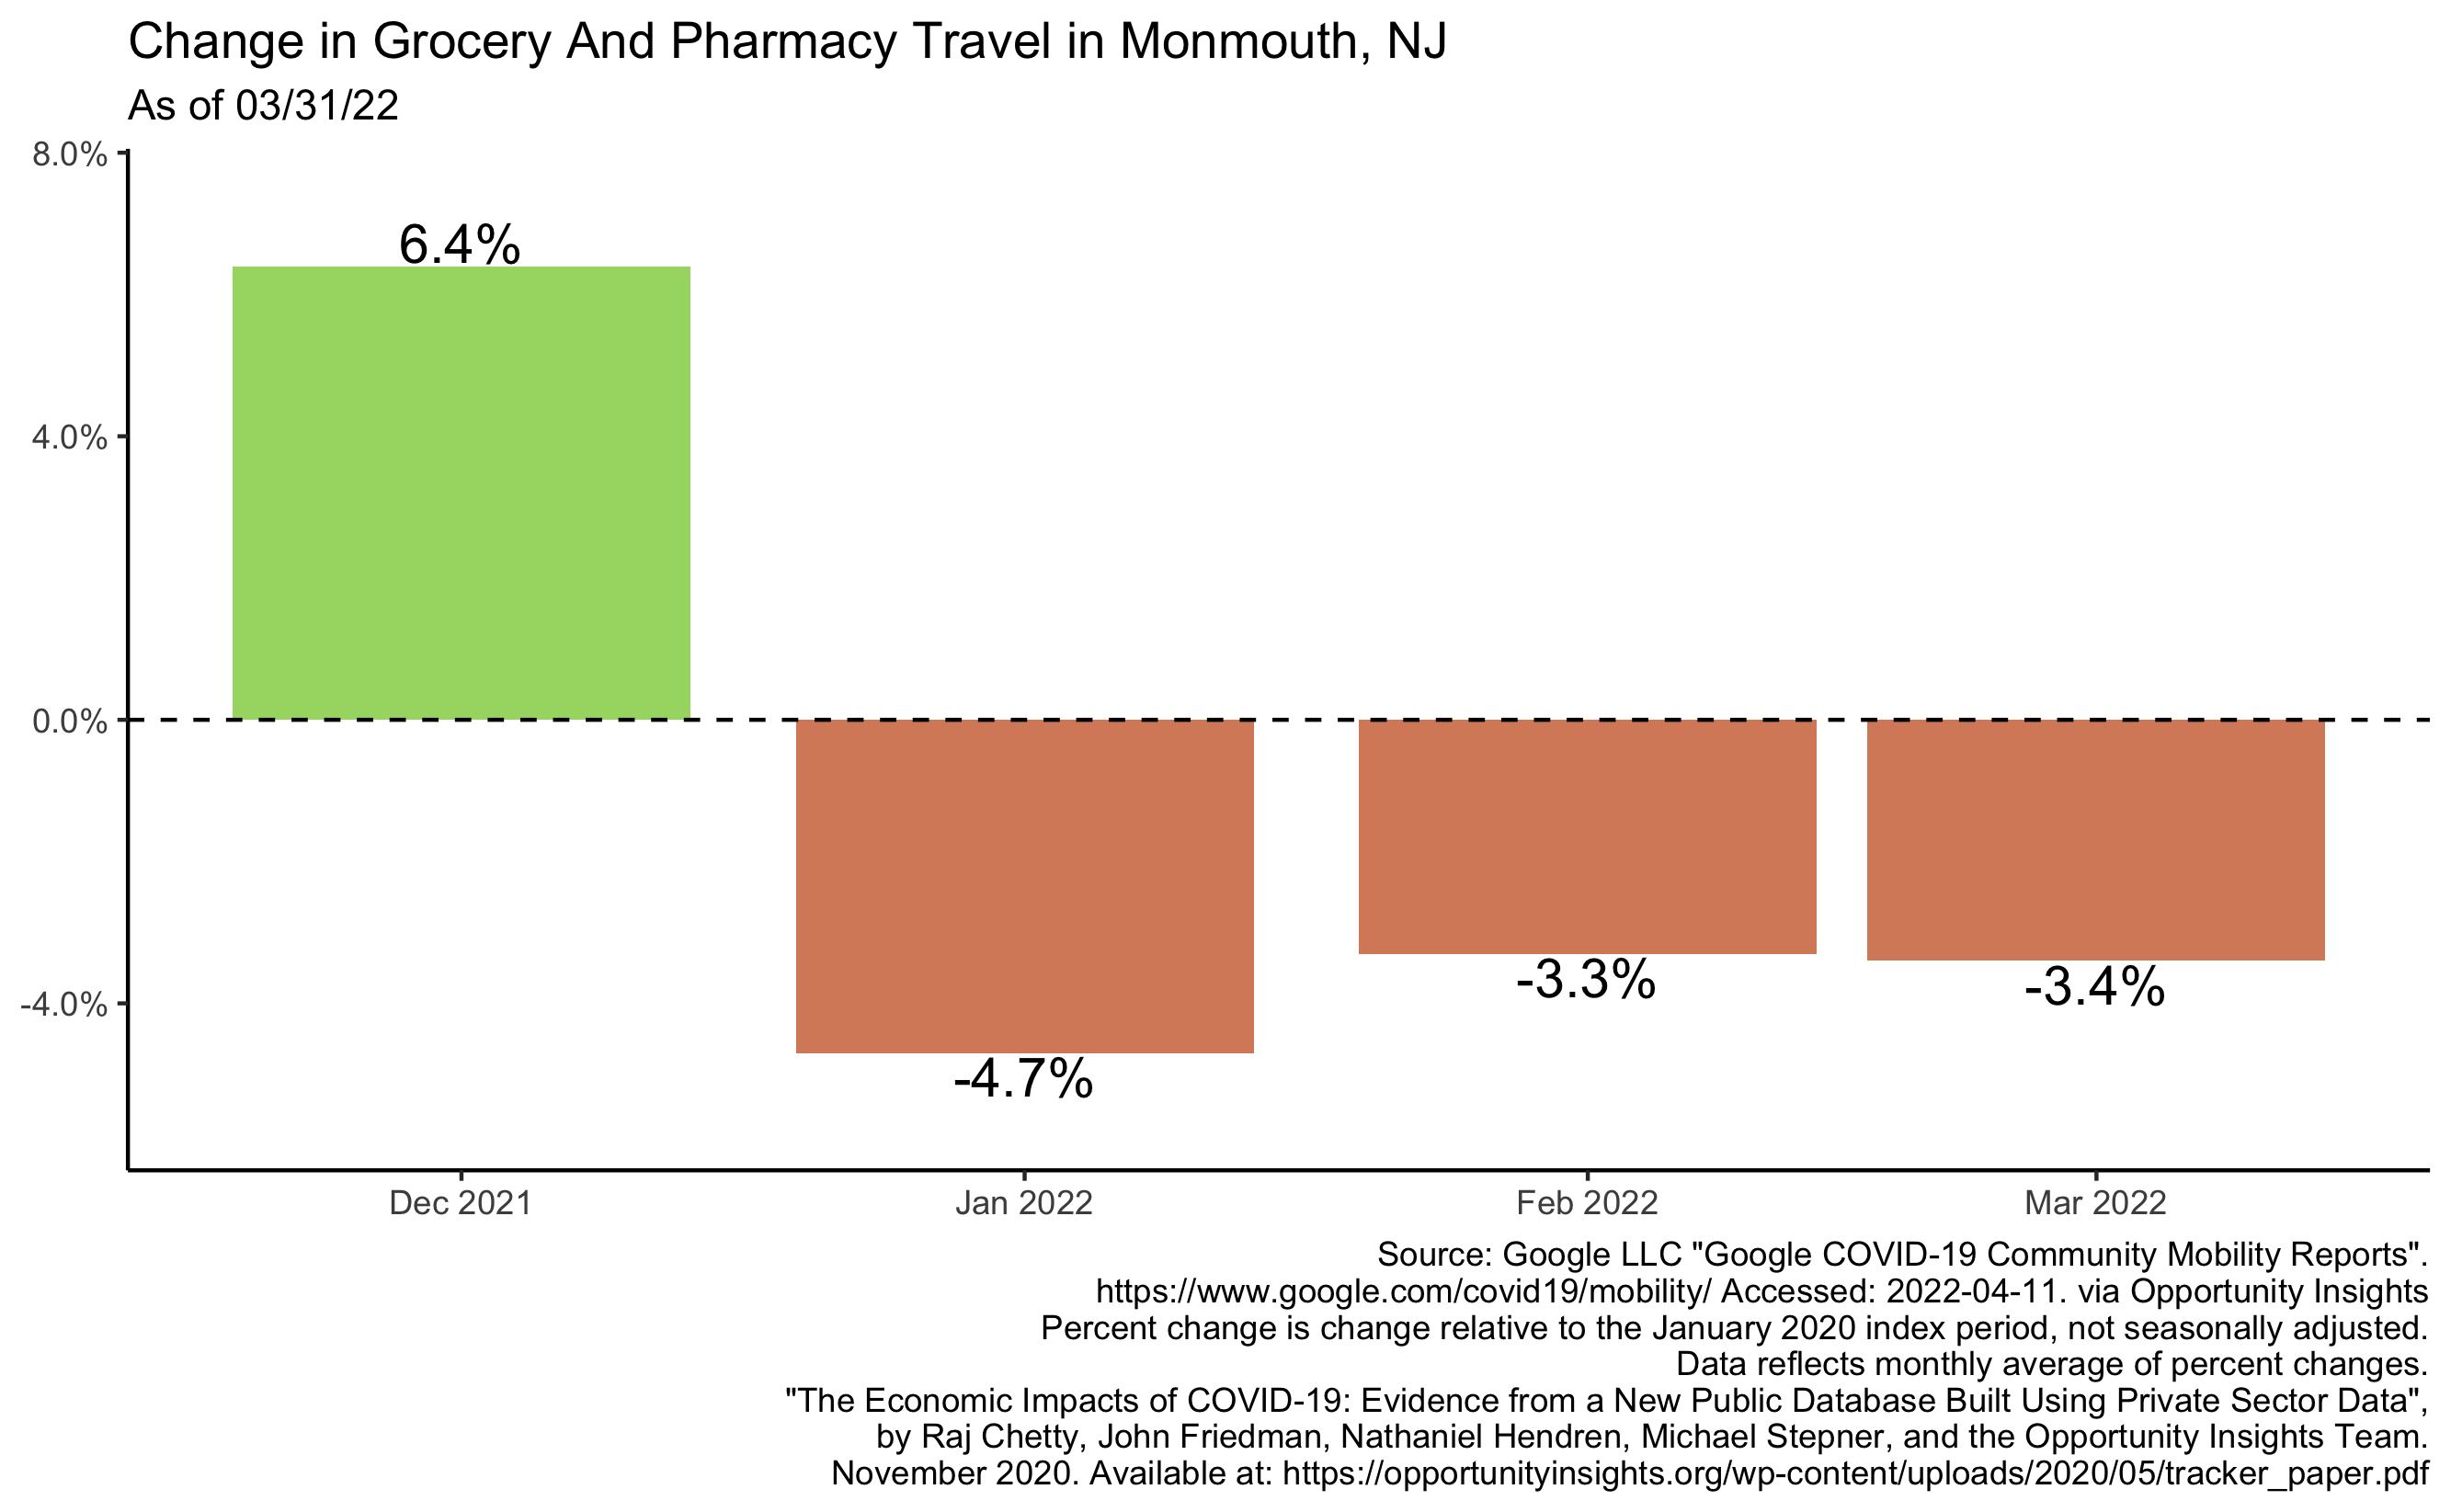 Change in Grocery And Pharmacy Travel in Monmouth, NJ
As of 03/31/22
8.0%
4.0%
0.0%
-4.0%
6.4%
-4.7%
-3.3%
-3.4%
Dec 2021
Jan 2022
Feb 2022
Mar 2022
Source: Google LLC "Google COVID-19 Community Mobility Reports".
https://www.google.com/covid19/mobility/ Accessed: 2022-04-11. via Opportunity Insights
Percent change is change relative to the January 2020 index period, not seasonally adjusted.
Data reflects monthly average of percent changes.
"The Economic Impacts of COVID-19: Evidence from a New Public Database Built Using Private Sector Data",
by Raj Chetty, John Friedman, Nathaniel Hendren, Michael Stepner, and the Opportunity Insights Team.
November 2020. Available at: https://opportunityinsights.org/wp-content/uploads/2020/05/tracker_paper.pdf